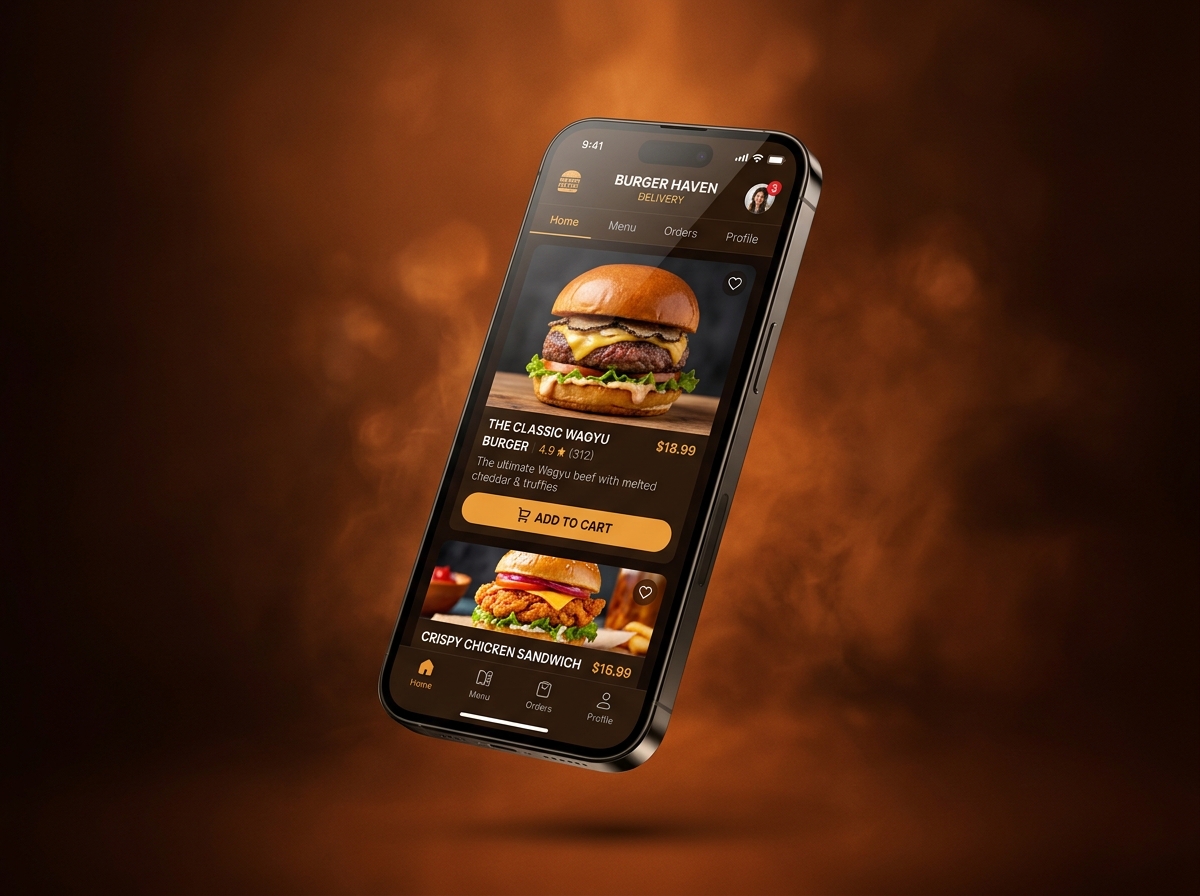 9:41
BURGER HAVEN
DELIVERY
3
Home Menu Orders Profile
THE CLASSIC WAGYU
BURGER 4.9 ★ (312)
$18.99
The ultimate Wagyu beef with melted
cheddar & truffles
ADD TO CART
CRISPY CHICREN SANDWICH $16.99
Home Menu Orders Profile